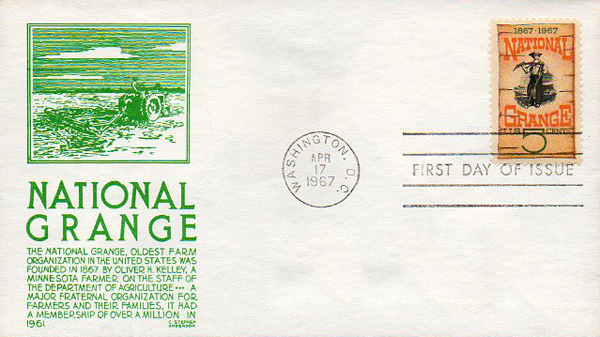 NATIONAL
GRANGE
THE NATIONAL GRANGE, OLDEST FARM
ORGANIZATION IN THE UNITED STATES WAS
FOUNDED IN 1867 BY OLIVER H. KELLEY, A
MINNESOTA FARMER ON THE STAFF OF
THE DEPARTMENT OF AGRICULTURE ••• A
MAJOR FRATERNAL ORGANIZATION FOR
FARMERS AND THEIR FAMILIES, IT HAD
A MEMBERSHIP OF OVER A MILLION IN
1961
C. STEPHEN
ANDERSON
WASHINGTON, D.C.
APR
17
1967
1867-1967
NATIONAL
GRANGE
U.S. 5 CENTS
FIRST DAY OF ISSUE